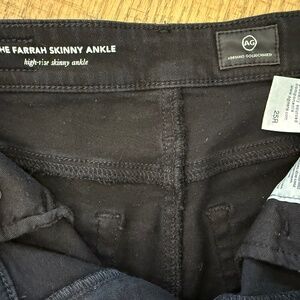 HE FARRAH SKINNY ANKLE
high-rise skinny ankle
AG
ADRIANO GOLDSCHMIED
25R